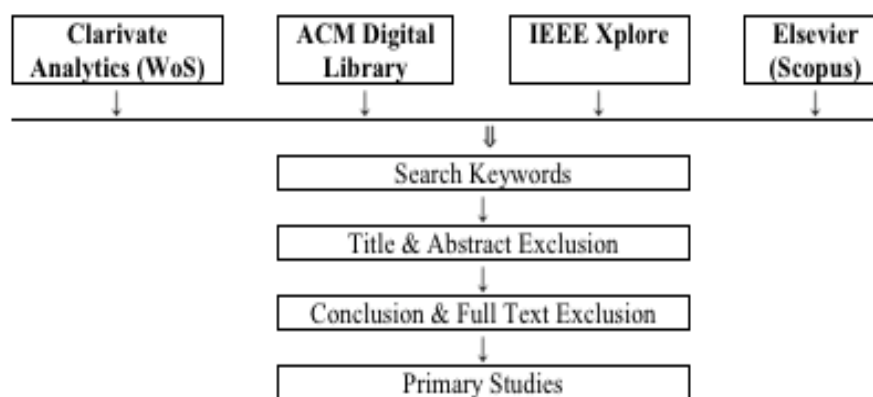 Clarivate
Analytics (WoS)
ACM Digital
Library
IEEE Xplore
Elsevier
(Scopus)
↓ ↓ ↓ ↓
⇓
Search Keywords
↓
Title & Abstract Exclusion
↓
Conclusion & Full Text Exclusion
↓
Primary Studies